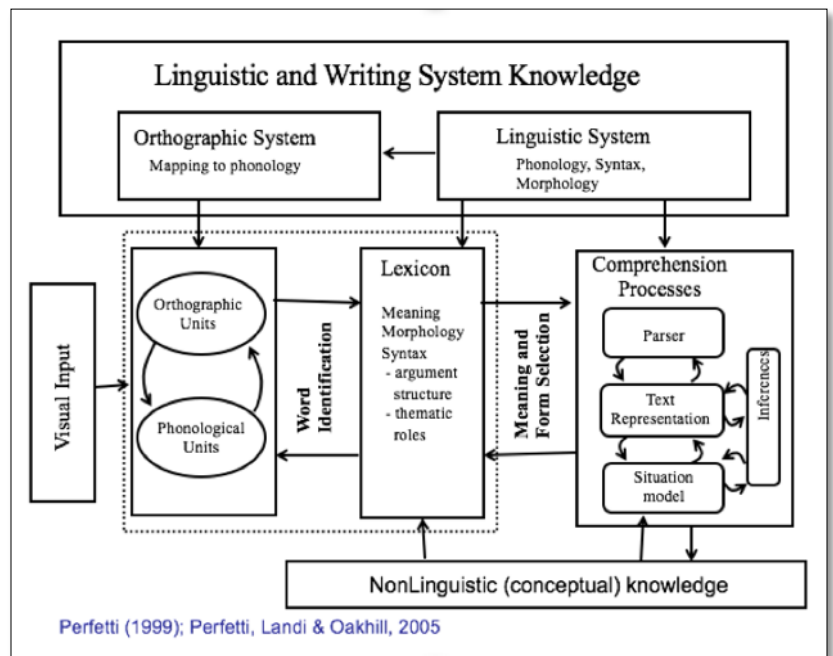 Linguistic and Writing System Knowledge
Orthographic System
Mapping to phonology
Linguistic System
Phonology, Syntax,
Morphology
Visual Input
Orthographic
Units
Phonological
Units
Word
Identification
Lexicon
Meaning
Morphology
Syntax
- argument
structure
- thematic
roles
Meaning and
Form Selection
Comprehension
Processes
Parser
Text
Representation
Situation
model
Inferences
NonLinguistic (conceptual) knowledge
Perfetti (1999); Perfetti, Landi & Oakhill, 2005